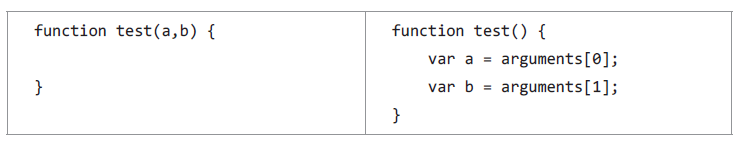 function test(a,b) {
}
function test() {
    var a = arguments[0];
    var b = arguments[1];
}